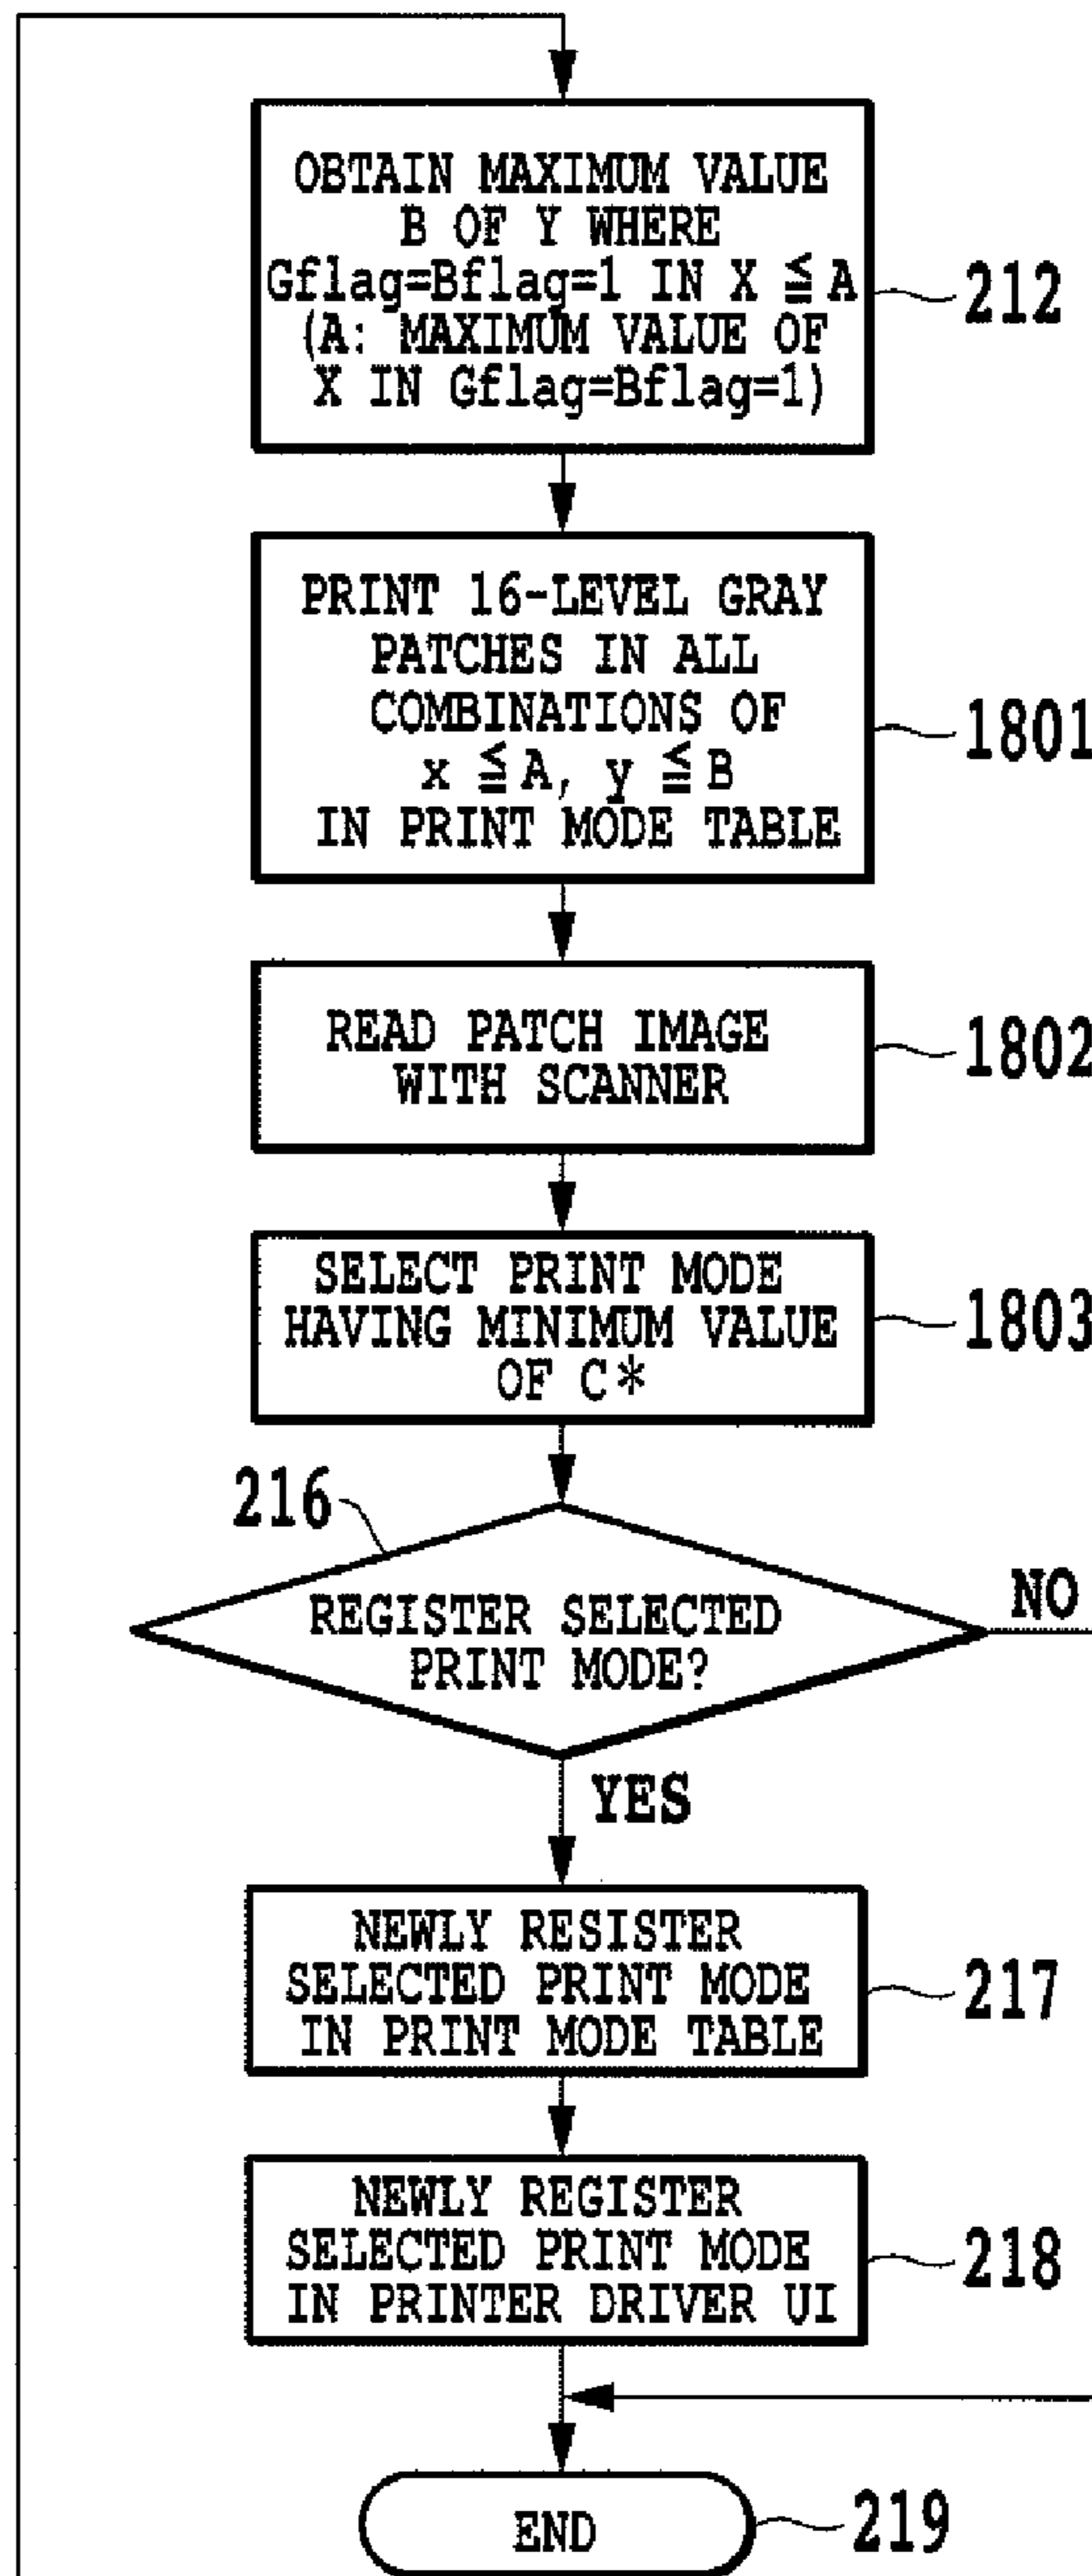 OBTAIN MAXIMUM VALUE
B OF Y WHERE
Gflag=Bflag=1 IN X ≦ A
(A: MAXIMUM VALUE OF
X IN Gflag=Bflag=1)
212
PRINT 16-LEVEL GRAY
PATCHES IN ALL
COMBINATIONS OF
x ≦ A, y ≦ B
IN PRINT MODE TABLE
1801
READ PATCH IMAGE
WITH SCANNER
1802
SELECT PRINT MODE
HAVING MINIMUM VALUE
OF C*
1803
216
REGISTER SELECTED
PRINT MODE?
NO
YES
NEWLY RESISTER
SELECTED PRINT MODE
IN PRINT MODE TABLE
217
NEWLY REGISTER
SELECTED PRINT MODE
IN PRINTER DRIVER UI
218
END
219